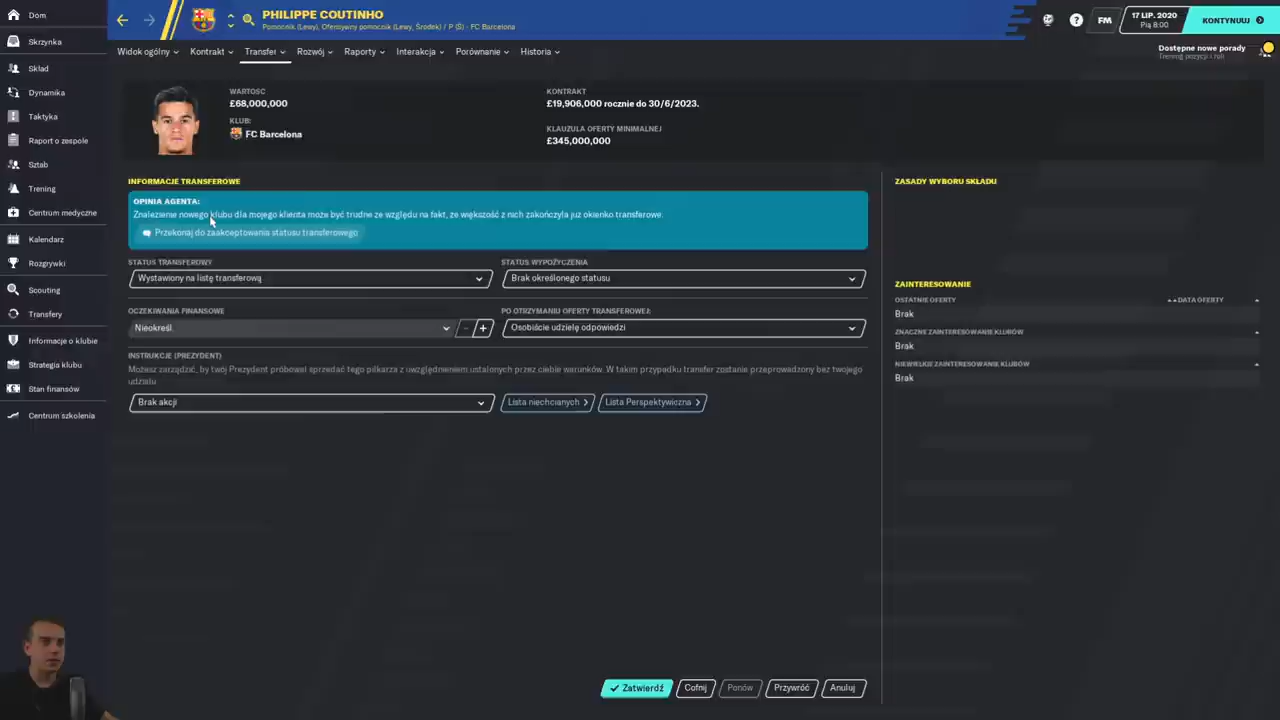 Dom
Skrzynka
Skład
Dynamika
Taktyka
Raport o zespole
Sztab
Trening
Centrum medyczne
Kalendarz
Rozgrywki
Scouting
Transfery
Informacje o klubie
Strategia klubu
Stan finansów
Centrum szkolenia
PHILIPPE COUTINHO
Pomocnik (Lewy), Ofensywny pomocnik (Lewy, Środek) / P (Ś) - FC Barcelona
FM
17 LIP. 2020
Pią 8:00
KONTYNUUJ
Widok ogólny
Kontrakt
Transfer
Rozwój
Raporty
Interakcja
Porównanie
Historia
Dostępne nowe porady
Trening pozycji i roli
WARTOŚĆ
£68,000,000
KLUB:
FC Barcelona
KONTRAKT
£19,906,000 rocznie do 30/6/2023.
KLAUZULA OFERTY MINIMALNEJ
£345,000,000
INFORMACJE TRANSFEROWE
OPINIA AGENTA:
Znalezienie nowego klubu dla mojego klienta może być trudne ze względu na fakt, że większość z nich zakończyła już okienko transferowe.
Przekonaj do zaakceptowania statusu transferowego
STATUS TRANSFEROWY
Wystawiony na listę transferową
STATUS WYPOŻYCZENIA
Brak określonego statusu
OCZEKIWANIA FINANSOWE
Nieokreśl.
PO OTRZYMANIU OFERTY TRANSFEROWEJ:
Osobiście udzielę odpowiedzi
INSTRUKCJE (PREZYDENT)
Możesz zarządzić, by twój Prezydent próbował sprzedać tego piłkarza z uwzględnieniem ustalonych przez ciebie warunków. W takim przypadku transfer zostanie przeprowadzony bez twojego
udziału
Brak akcji
Lista niechcianych
Lista Perspektywiczna
ZASADY WYBORU SKŁADU
ZAINTERESOWANIE
OSTATNIE OFERTY
DATA OFERTY
Brak
ZNACZNE ZAINTERESOWANIE KLUBÓW
Brak
NIEWIELKIE ZAINTERESOWANIE KLUBÓW
Brak
Zatwierdź
Cofnij
Ponów
Przywróć
Anuluj